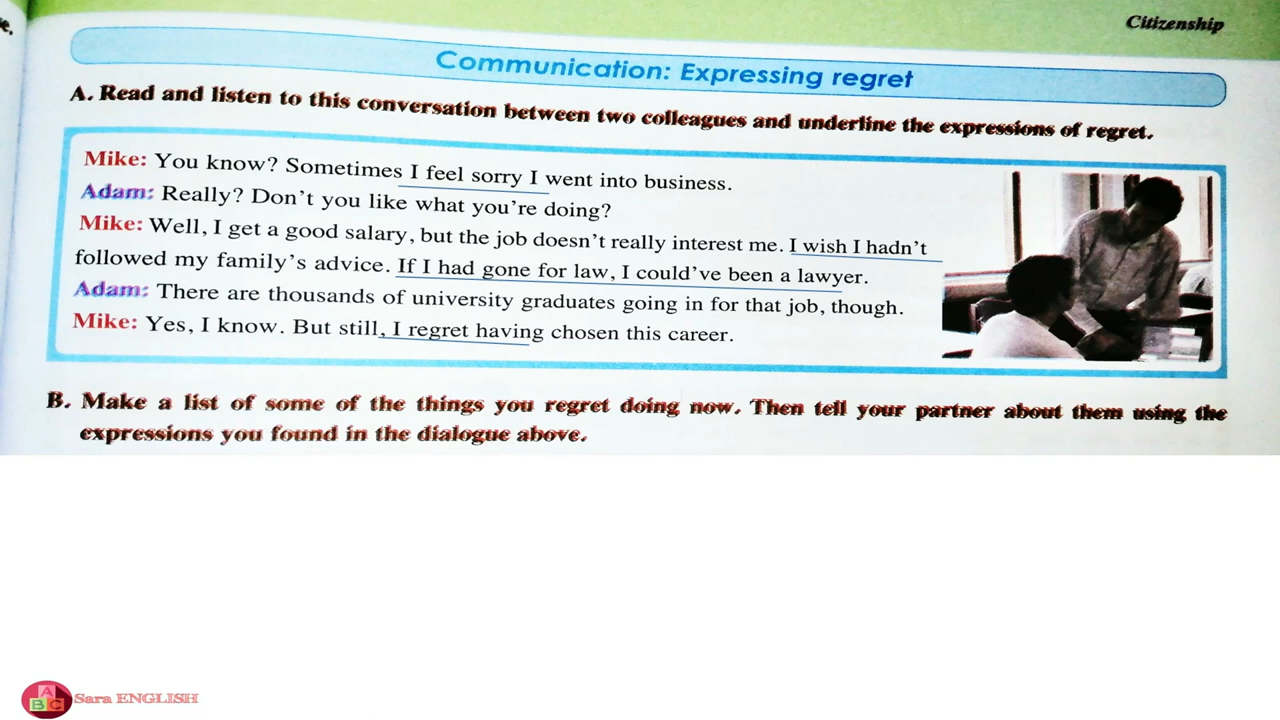 e.
Citizenship
Communication: Expressing regret
A. Read and listen to this conversation between two colleagues and underline the expressions of regret.
Mike: You know? Sometimes I feel sorry I went into business.
Adam: Really? Don't you like what you're doing?
Mike: Well, I get a good salary, but the job doesn't really interest me. I wish I hadn't
followed my family's advice. If I had gone for law, I could've been a lawyer.
Adam: There are thousands of university graduates going in for that job, though.
Mike: Yes, I know. But still, I regret having chosen this career.
B. Make a list of some of the things you regret doing now. Then tell your partner about them using the
expressions you found in the dialogue above.
A
B C
Sara ENGLISH